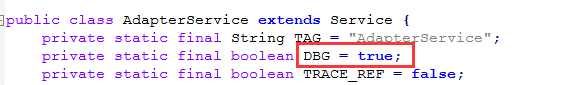 public class AdapterService extends Service {
private static final String TAG = "AdapterService";
private static final boolean DBG = true;
private static final boolean TRACE_REF = false;